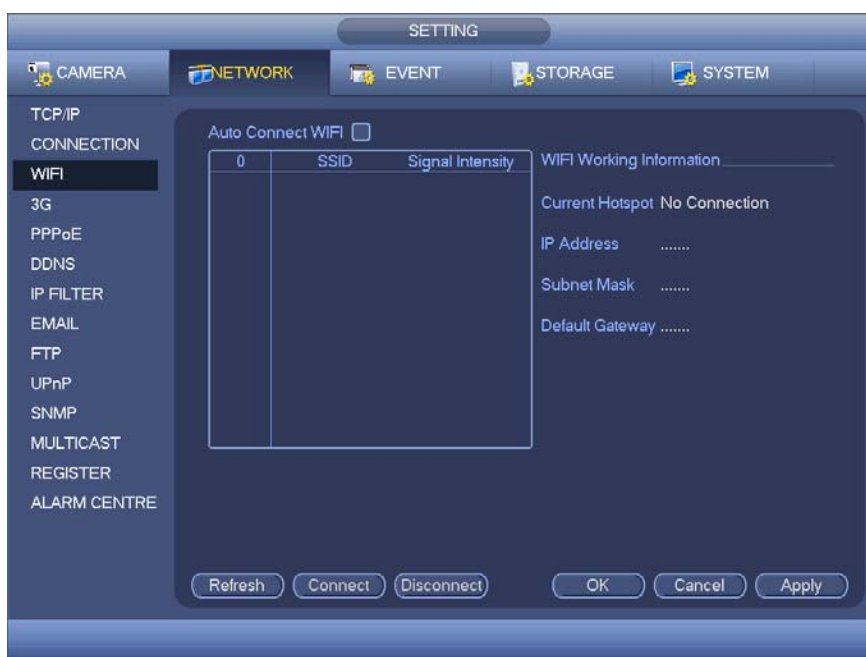 SETTING
CAMERA NETWORK EVENT STORAGE SYSTEM
TCP/IP
CONNECTION
WIFI
3G
PPPoE
DDNS
IP FILTER
EMAIL
FTP
UPnP
SNMP
MULTICAST
REGISTER
ALARM CENTRE
Auto Connect WIFI
0 SSID Signal Intensity
WIFI Working Information
Current Hotspot No Connection
IP Address .......
Subnet Mask .......
Default Gateway .......
Refresh Connect Disconnect OK Cancel Apply